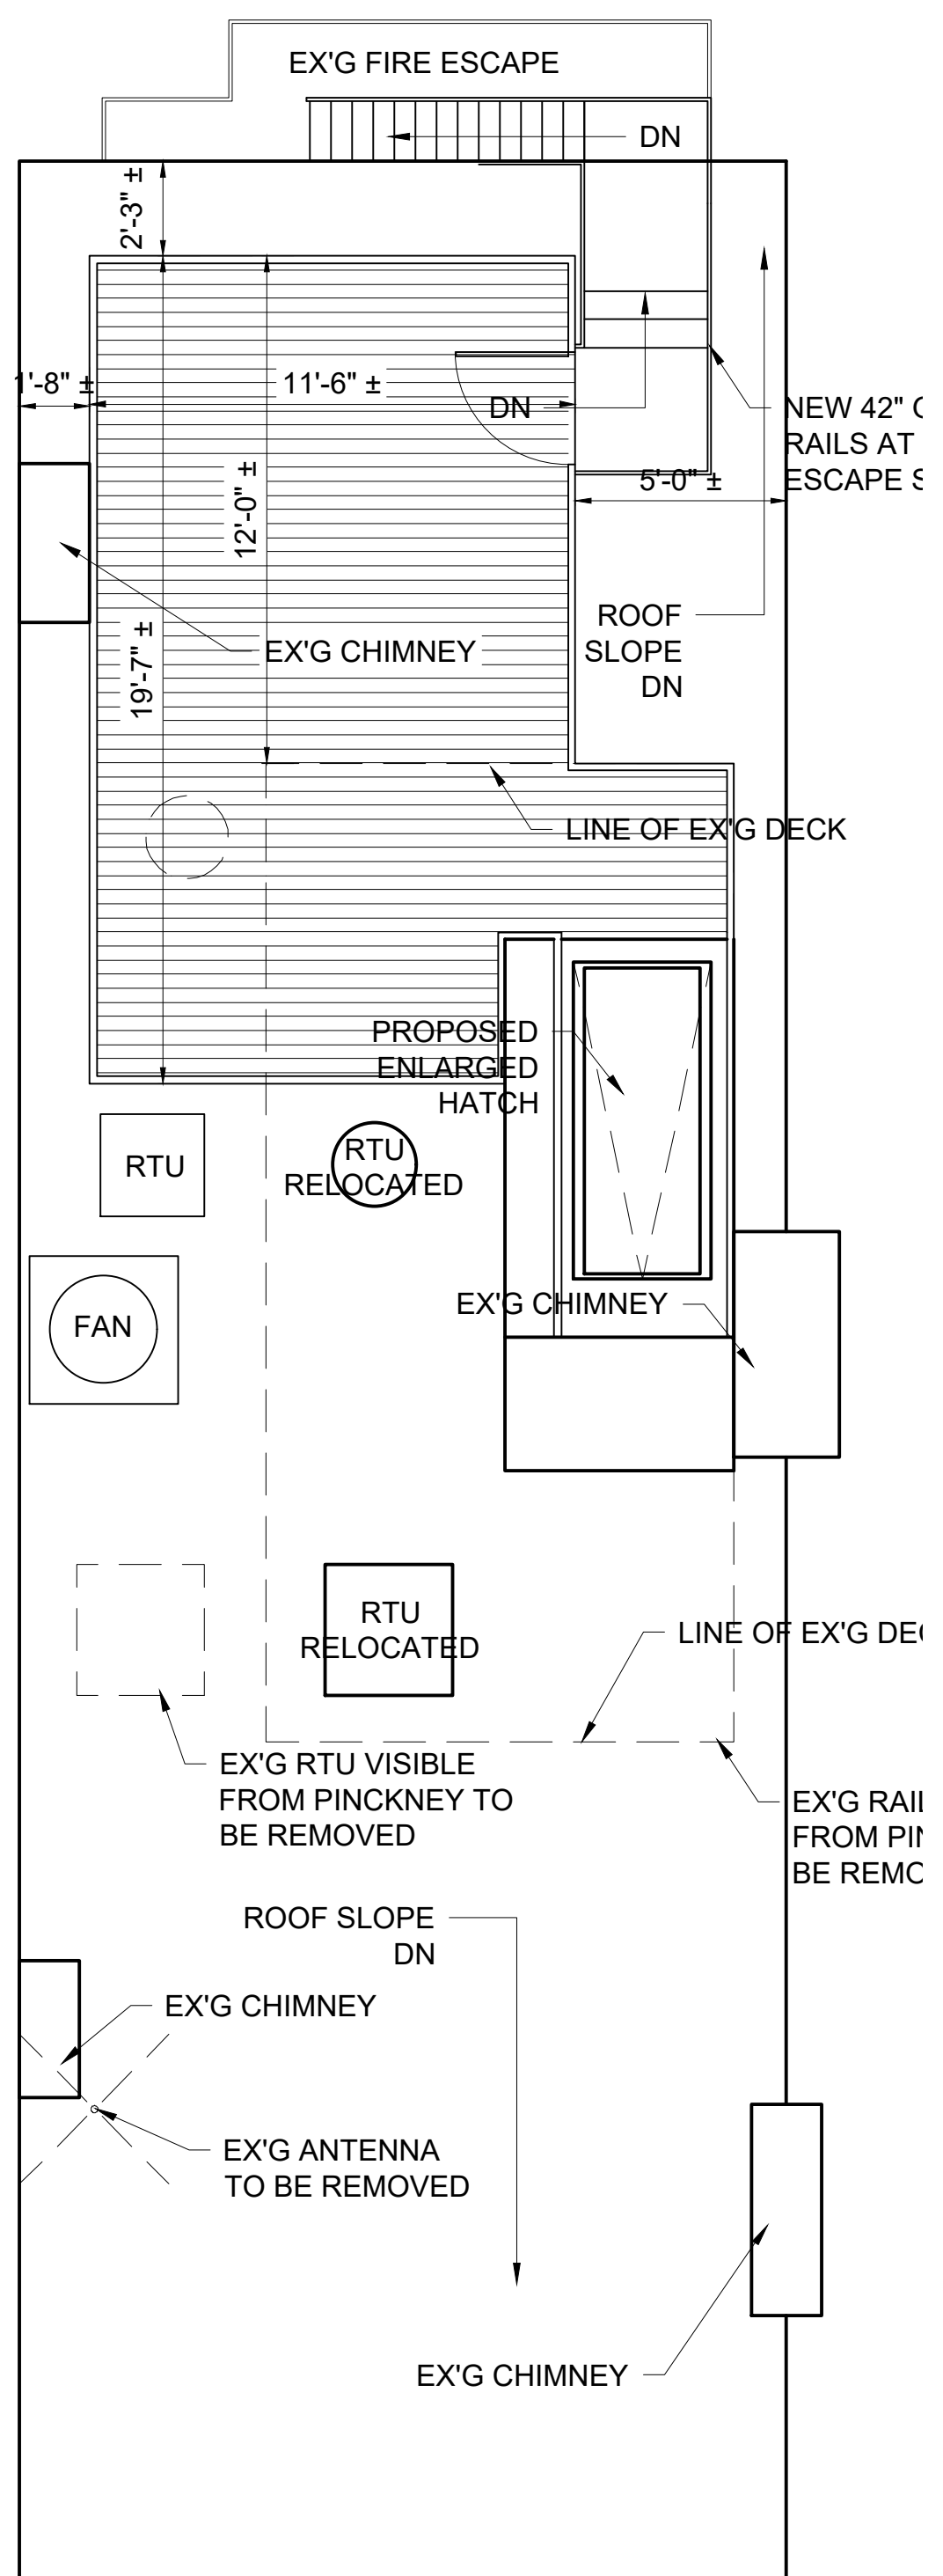 EX'G FIRE ESCAPE
DN
2'-3" ±
1'-8" ±
11'-6" ±
DN
NEW 42"
RAILS AT
ESCAPE
5'-0" ±
12'-0" ±
ROOF
SLOPE
DN
EX'G CHIMNEY
19'-7" ±
LINE OF EX'G DECK
PROPOSED
ENLARGED
HATCH
RTU
RTU
RELOCATED
EX'G CHIMNEY
FAN
RTU
RELOCATED
LINE OF EX'G
EX'G RTU VISIBLE
FROM PINCKNEY TO
BE REMOVED
EX'G
FROM
BE
ROOF SLOPE
DN
EX'G CHIMNEY
EX'G ANTENNA
TO BE REMOVED
EX'G CHIMNEY